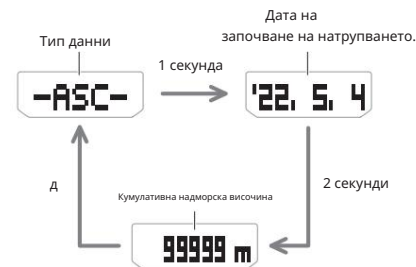 Дата на
започване на натрупването.
Тип данни
1 секунда
-ASC-
'22. 5. 4
д
2 секунди
Кумулативна надморска височина
99999 m